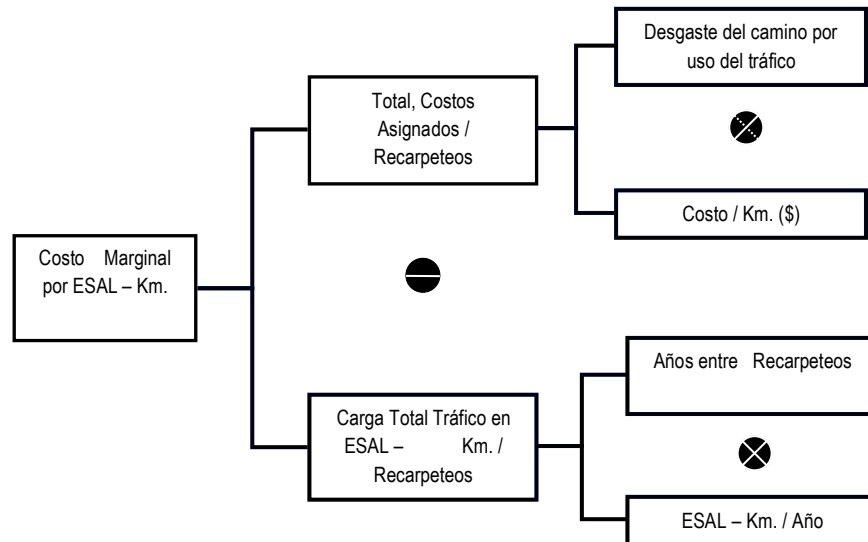 Desgaste del camino por
uso del tráfico
Total, Costos
Asignados /
Recarpeteos
Costo / Km. ($)
Costo Marginal
por ESAL – Km.
Años entre Recarpeteos
Carga Total Tráfico en
ESAL – Km. /
Recarpeteos
ESAL – Km. / Año